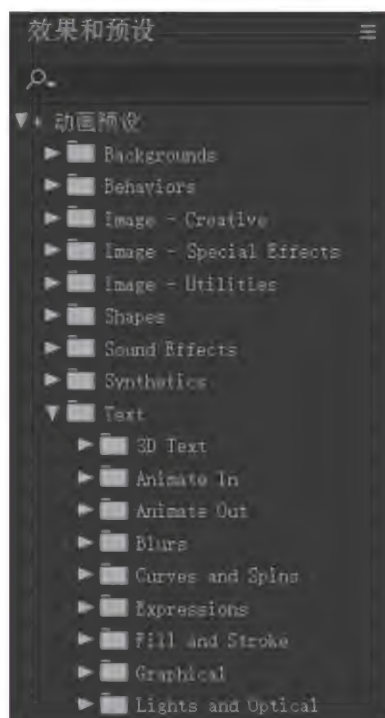 效果和预设
动画预设
Backgrounds
Behaviors
Image - Creative
Image - Special Effects
Image - Utilities
Shapes
Sound Effects
Synthetics
Text
3D Text
Animate In
Animate Out
Blurs
Curves and Spins
Expressions
Fill and Stroke
Graphical
Lights and Optical